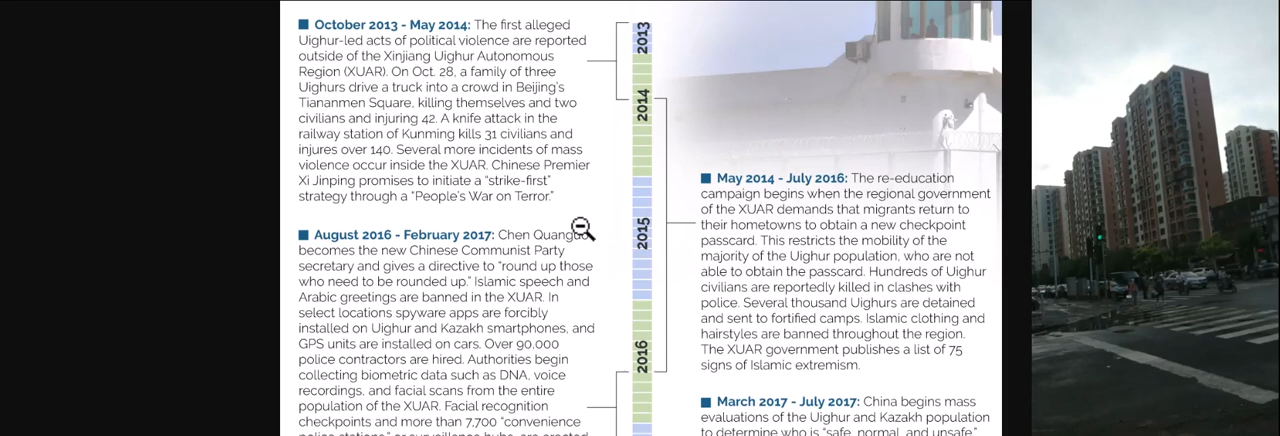 October 2013 - May 2014: The first alleged
Uighur-led acts of political violence are reported
outside of the Xinjiang Uighur Autonomous
Region (XUAR). On Oct. 28, a family of three
Uighurs drive a truck into a crowd in Beijing's
Tiananmen Square, killing themselves and two
civilians and injuring 42. A knife attack in the
railway station of Kunming kills 31 civilians and
injures over 140. Several more incidents of mass
violence occur inside the XUAR. Chinese Premier
Xi Jinping promises to initiate a “strike-first”
strategy through a “People's War on Terror.”
August 2016 - February 2017: Chen Quanguo
becomes the new Chinese Communist Party
secretary and gives a directive to “round up those
who need to be rounded up.” Islamic speech and
Arabic greetings are banned in the XUAR. In
select locations spyware apps are forcibly
installed on Uighur and Kazakh smartphones, and
GPS units are installed on cars. Over 90,000
police contractors are hired. Authorities begin
collecting biometric data such as DNA, voice
recordings, and facial scans from the entire
population of the XUAR. Facial recognition
checkpoints and more than 7,700 “convenience
police stations” or surveillance hubs, are created
2013
2014
2015
2016
May 2014 - July 2016: The re-education
campaign begins when the regional government
of the XUAR demands that migrants return to
their hometowns to obtain a new checkpoint
passcard. This restricts the mobility of the
majority of the Uighur population, who are not
able to obtain the passcard. Hundreds of Uighur
civilians are reportedly killed in clashes with
police. Several thousand Uighurs are detained
and sent to fortified camps. Islamic clothing and
hairstyles are banned throughout the region.
The XUAR government publishes a list of 75
signs of Islamic extremism.
March 2017 - July 2017: China begins mass
evaluations of the Uighur and Kazakh population
to determine who is “safe, normal, and unsafe.”